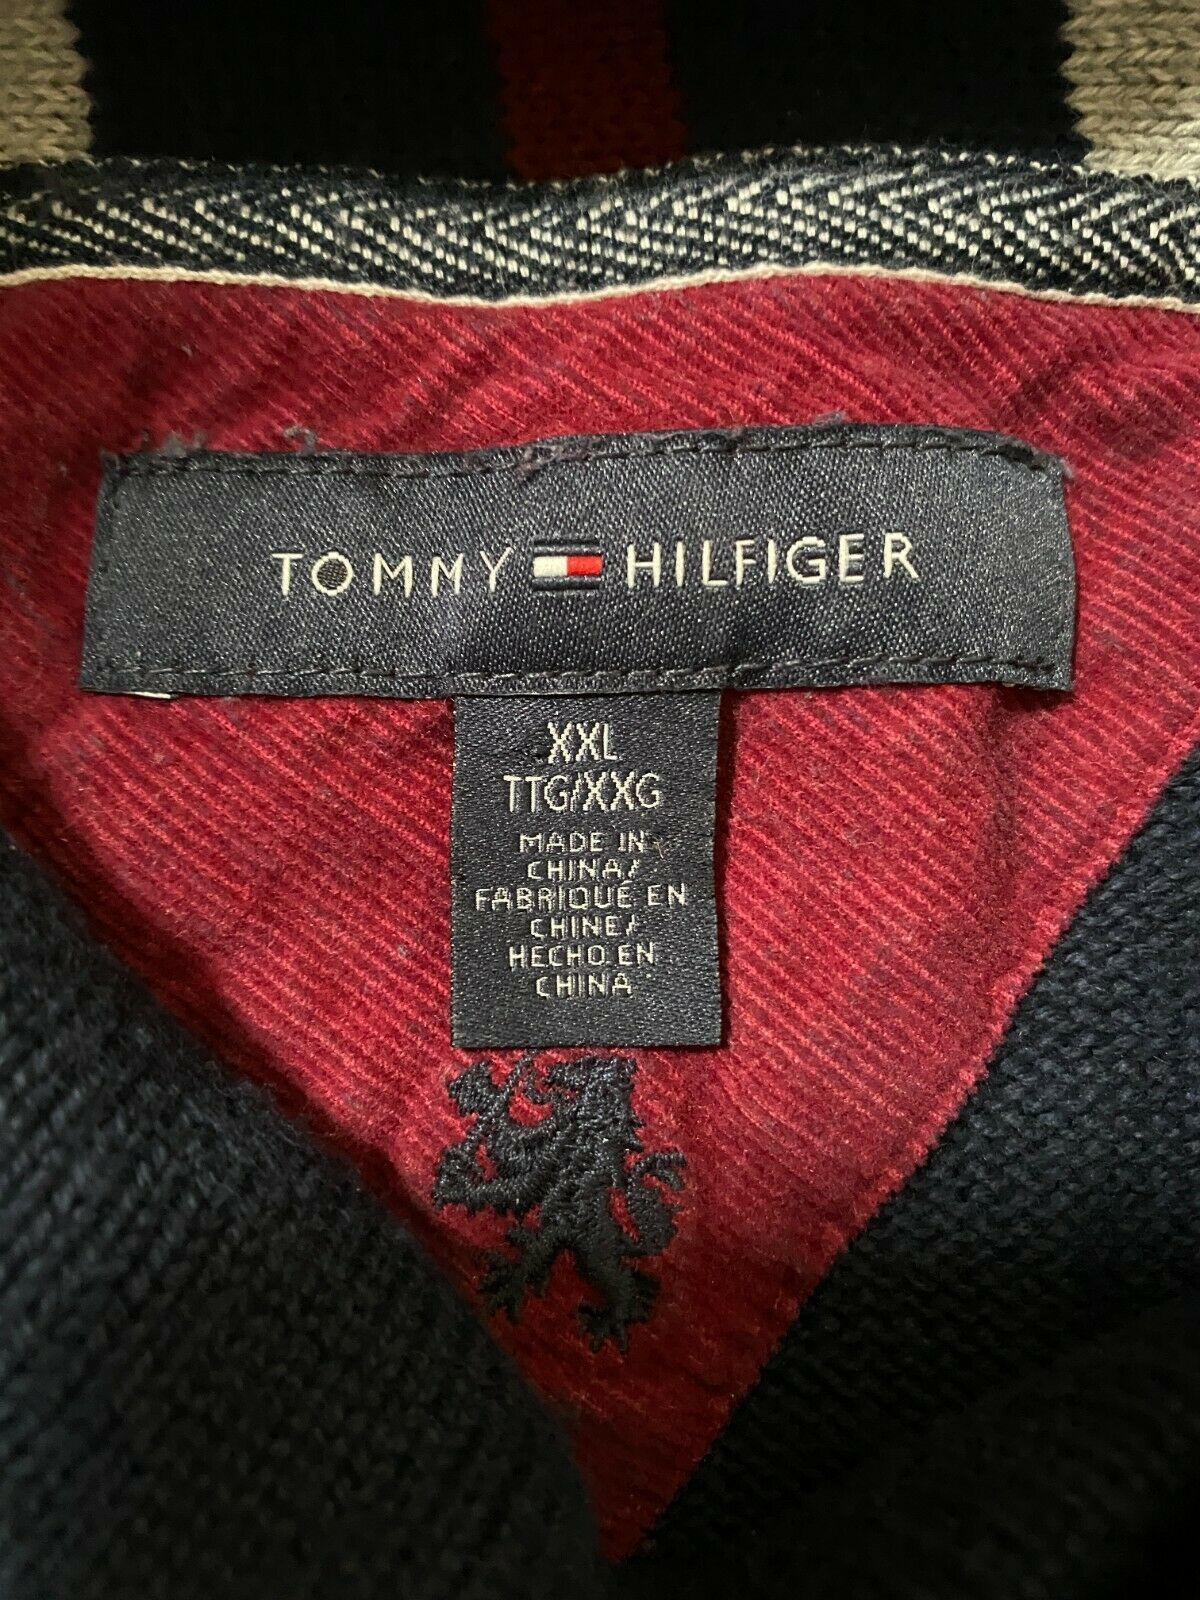 TOMMY HILFIGER
XXL
TTG/XXG
MADE IN
CHINA/
FABRIQUÉ EN
CHINE/
HECHO EN
CHINA